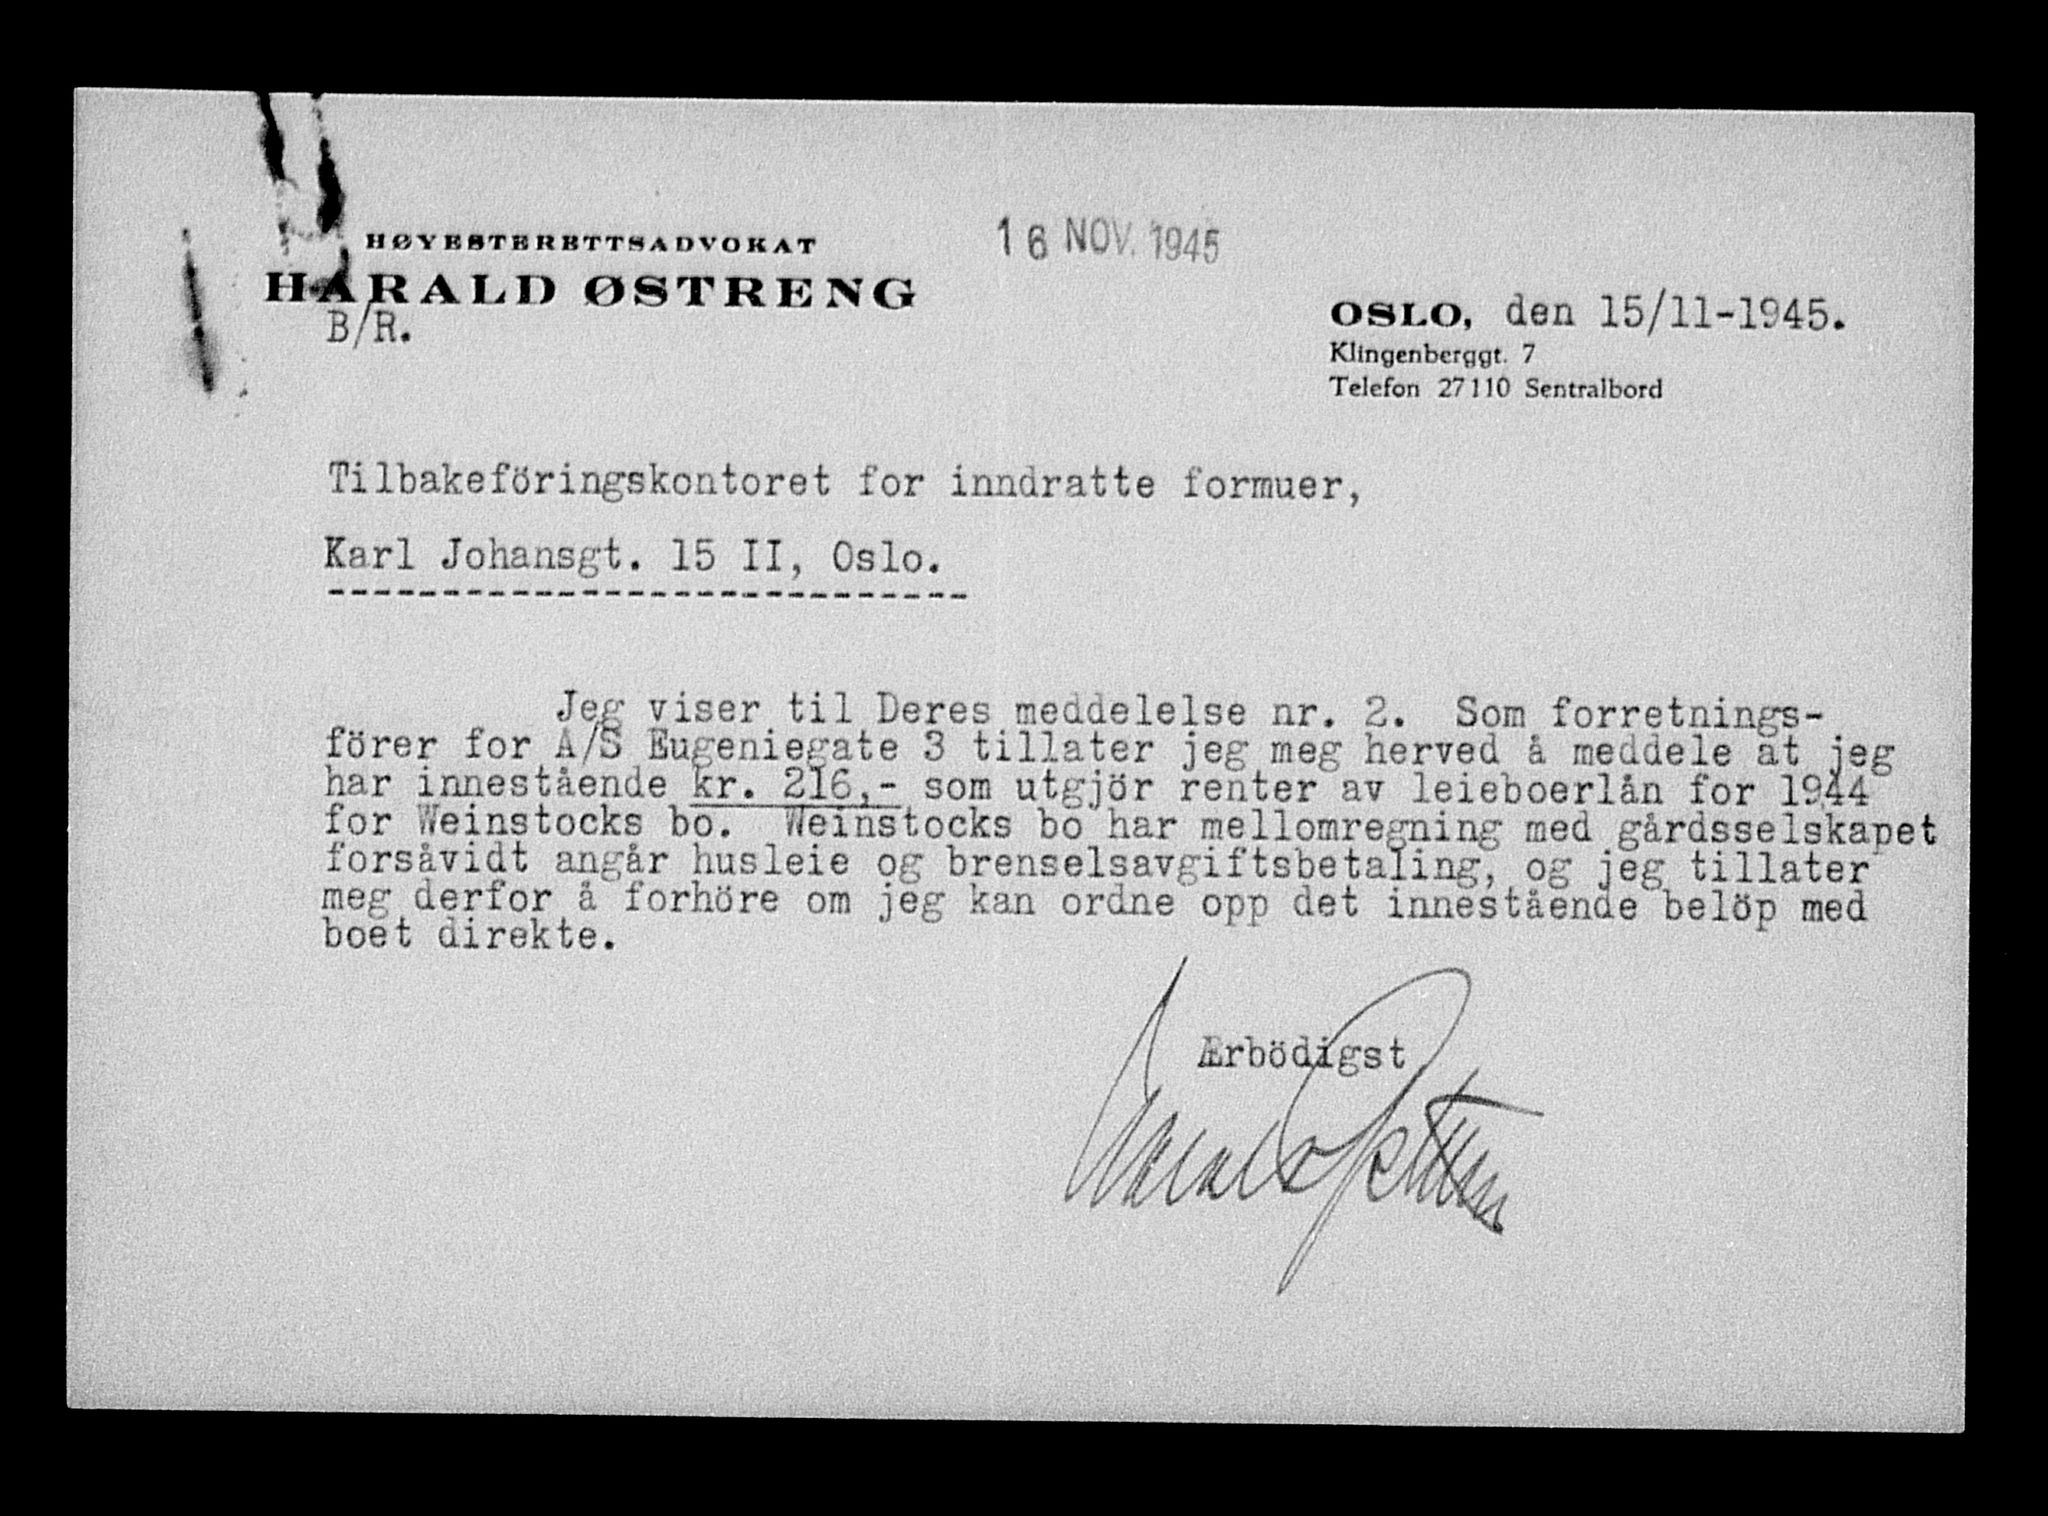 HØYESTERETTSADVOKAT
HARALD ØSTRENG
B/R.
16 NOV. 1945
OSLO, den 15/11-1945.
Klingenberggt. 7
Telefon 27110 Sentralbord
Tilbakeföringskontoret for inndratte formuer,
Karl Johansgt. 15 II, Oslo.
Jeg viser til Deres meddelelse nr. 2. Som forretnings-
förer for A/S Eugeniegate 3 tillater jeg meg herved å meddele at jeg
har innestående kr. 216,- som utgjör renter av leieboerlån for 1944
for Weinstocks bo. Weinstocks bo har mellomregning med gårdsselskapet
forsåvidt angår husleie og brenselsavgiftsbetaling, og jeg tillater
meg derfor å forhöre om jeg kan ordne opp det innestående belöp med
boet direkte.
Ærbödigst
Harald Østreng